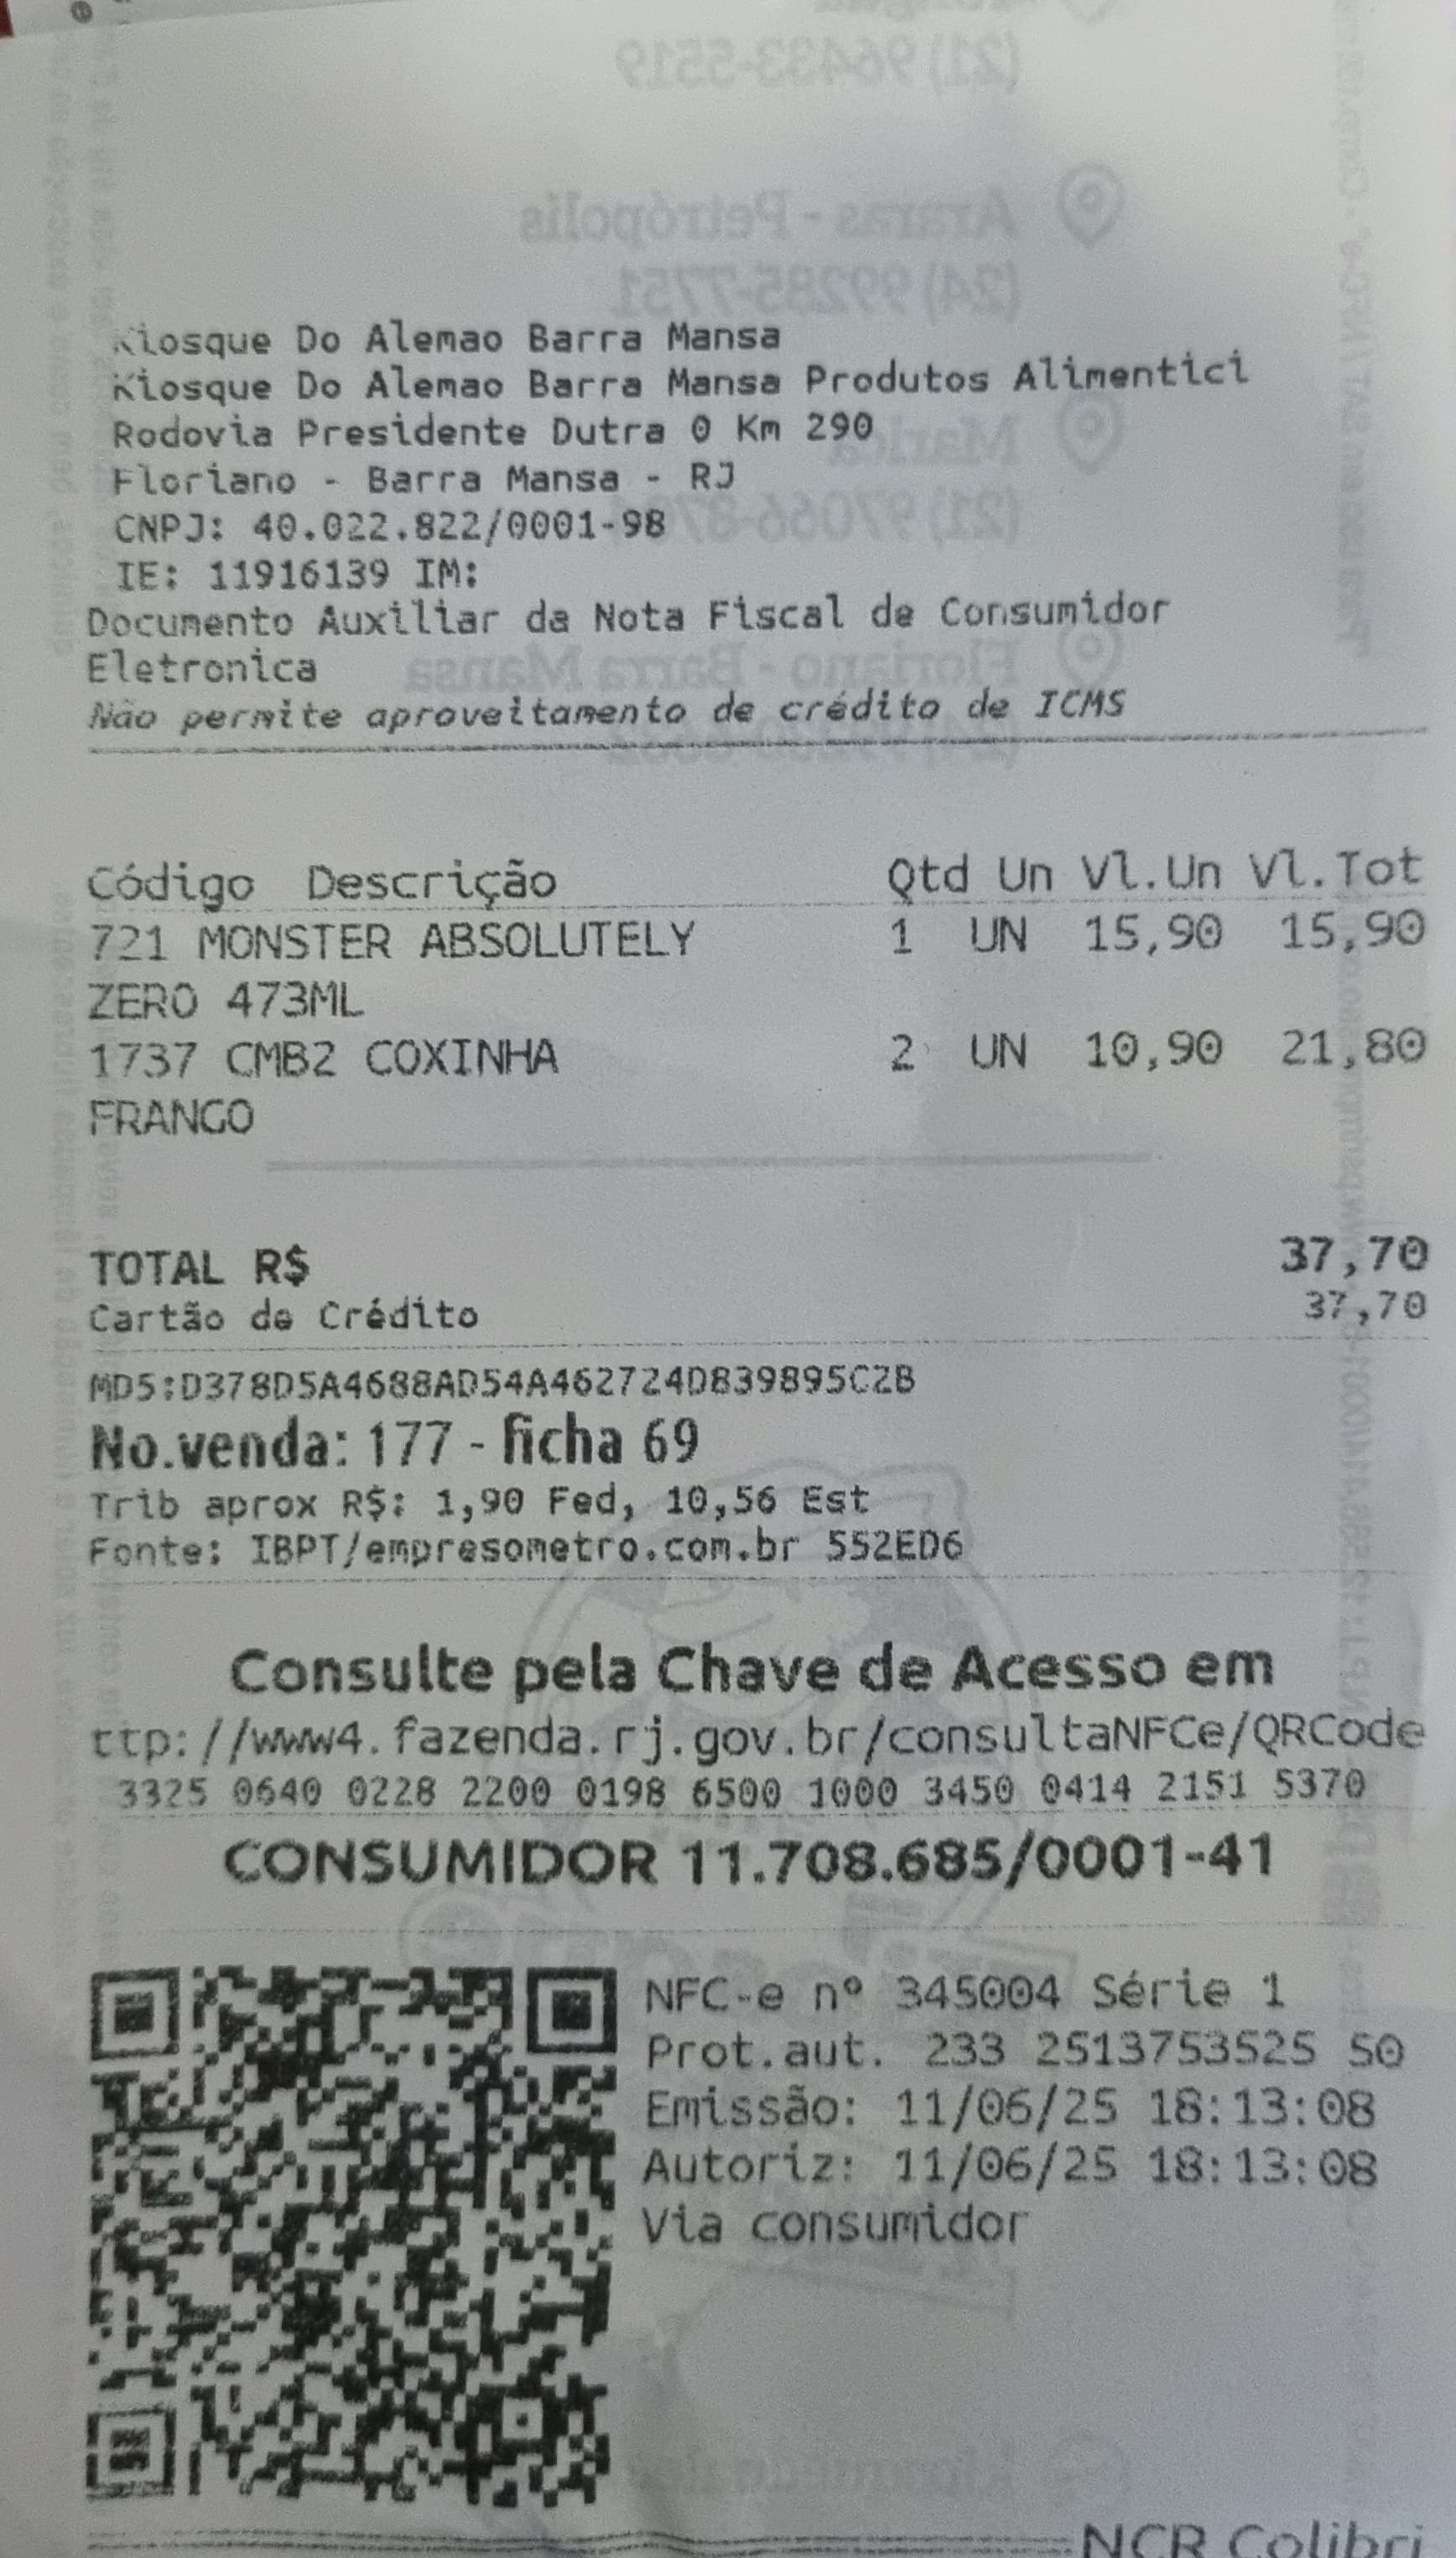 Kiosque Do Alemao Barra Mansa
Kiosque Do Alemao Barra Mansa Produtos Alimentici
Rodovia Presidente Dutra 0 Km 290
Floriano - Barra Mansa - RJ
CNPJ: 40.022.822/0001-98
IE: 11916139 IM:
Documento Auxiliar da Nota Fiscal de Consumidor
Eletronica
Não permite aproveitamento de crédito de ICMS
Código Descrição Qtd Un Vl.Un Vl.Tot
721 MONSTER ABSOLUTELY 1 UN 15,90 15,90
ZERO 473ML
1737 CMB2 COXINHA 2 UN 10,90 21,80
FRANGO
TOTAL R$ 37,70
Cartão de Crédito 37,70
MD5:D378D5A4688AD54A462724D839895C2B
No.venda: 177 - ficha 69
Trib aprox R$: 1,90 Fed, 10,56 Est
Fonte: IBPT/empresometro.com.br 552ED6
Consulte pela Chave de Acesso em
ttp://www4.fazenda.rj.gov.br/consultaNFCe/QRCode
3325 0640 0228 2200 0198 6500 1000 3450 0414 2151 5370
CONSUMIDOR 11.708.685/0001-41
NFC-e nº 345004 Série 1
Prot.aut. 233 2513753525 50
Emissão: 11/06/25 18:13:08
Autoriz: 11/06/25 18:13:08
Via consumidor
NCR Colibri